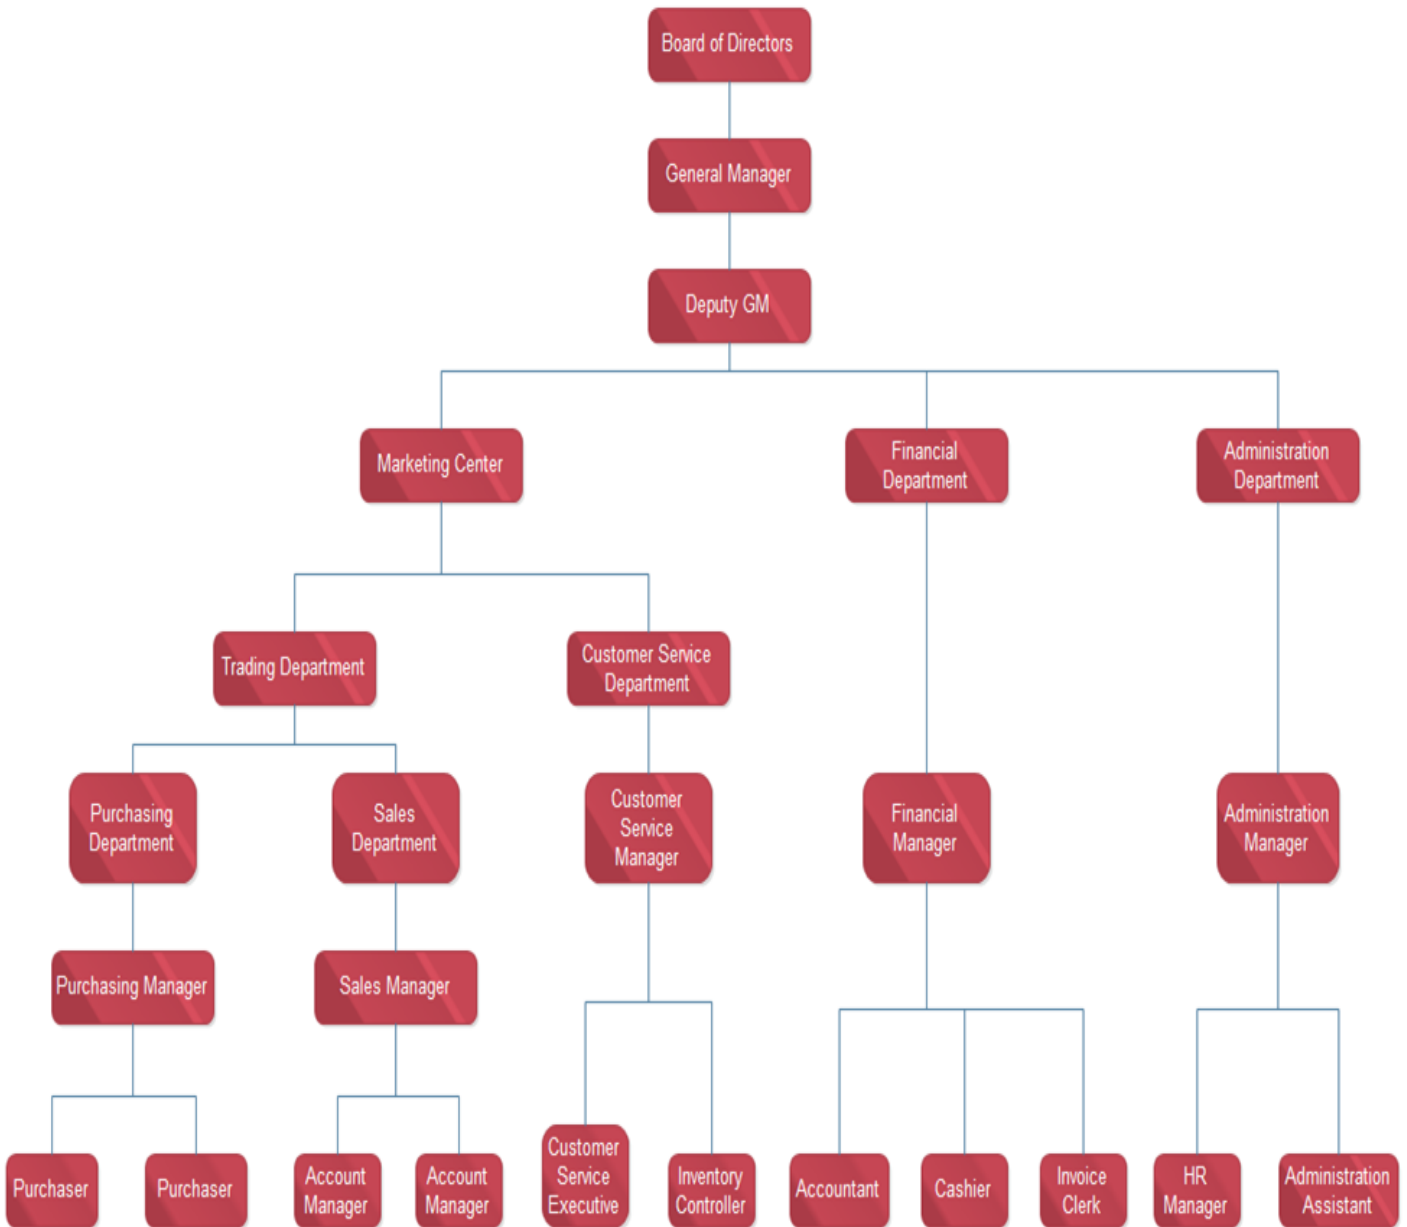 Board of Directors
General Manager
Deputy GM
Marketing Center
Financial
Department
Administration
Department
Trading Department
Customer Service
Department
Purchasing
Department
Sales
Department
Customer
Service
Manager
Financial
Manager
Administration
Manager
Purchasing Manager
Sales Manager
Purchaser
Purchaser
Account
Manager
Account
Manager
Customer
Service
Executive
Inventory
Controller
Accountant
Cashier
Invoice
Clerk
HR
Manager
Administration
Assistant